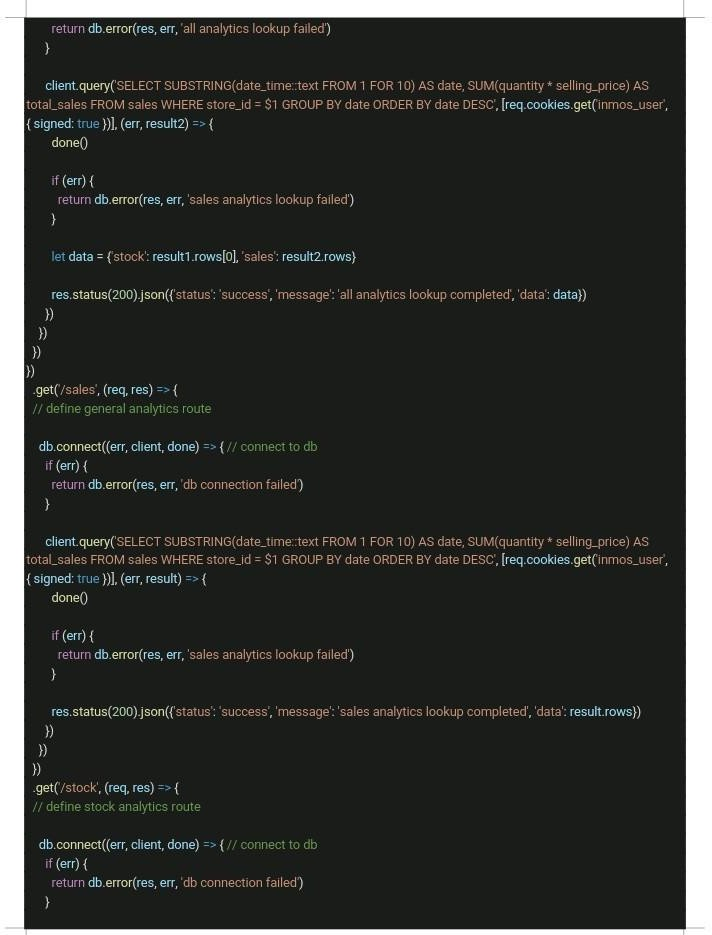 return db.error(res, err, 'all analytics lookup failed')
}
client.query('SELECT SUBSTRING(date_time::text FROM 1 FOR 10) AS date, SUM(quantity * selling_price) AS
total_sales FROM sales WHERE store_id = $1 GROUP BY date ORDER BY date DESC', [req.cookies.get('inmos_user',
{ signed: true })], (err, result2) => {
done()
if (err) {
return db.error(res, err, 'sales analytics lookup failed')
}
let data = {'stock': result1.rows[0], 'sales': result2.rows}
res.status(200).json({'status': 'success', 'message': 'all analytics lookup completed', 'data': data})
})
})
})
})
.get('/sales', (req, res) => {
// define general analytics route
db.connect((err, client, done) => { // connect to db
if (err) {
return db.error(res, err, 'db connection failed')
}
client.query('SELECT SUBSTRING(date_time::text FROM 1 FOR 10) AS date, SUM(quantity * selling_price) AS
total_sales FROM sales WHERE store_id = $1 GROUP BY date ORDER BY date DESC', [req.cookies.get('inmos_user',
{ signed: true })], (err, result) => {
done()
if (err) {
return db.error(res, err, 'sales analytics lookup failed')
}
res.status(200).json({'status': 'success', 'message': 'sales analytics lookup completed', 'data': result.rows})
})
})
})
.get('/stock', (req, res) => {
// define stock analytics route
db.connect((err, client, done) => { // connect to db
if (err) {
return db.error(res, err, 'db connection failed')
}